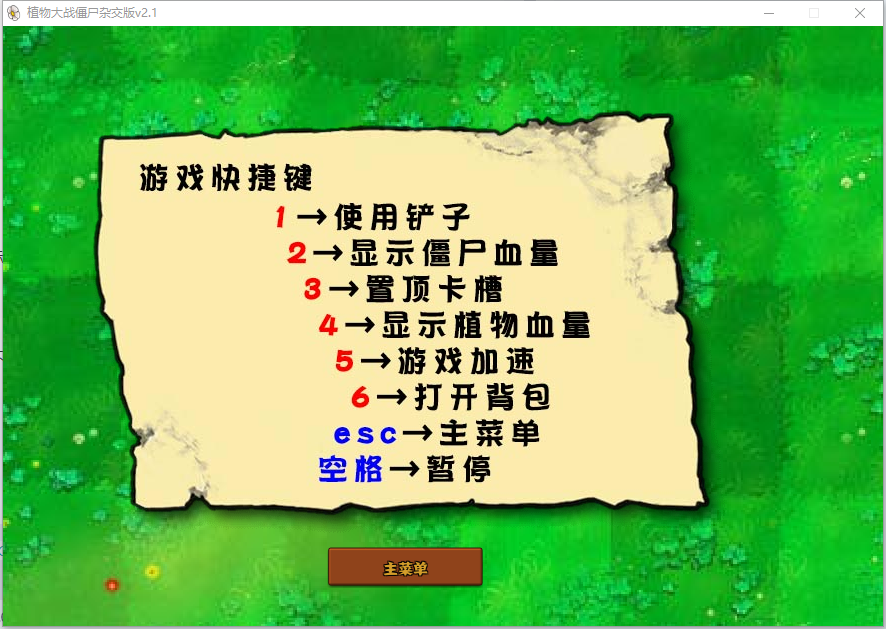 植物大战僵尸杂交版v2.1
游戏快捷键
1→使用铲子
2→显示僵尸血量
3→置顶卡槽
4→显示植物血量
5→游戏加速
6→打开背包
esc→主菜单
空格→暂停
主菜单